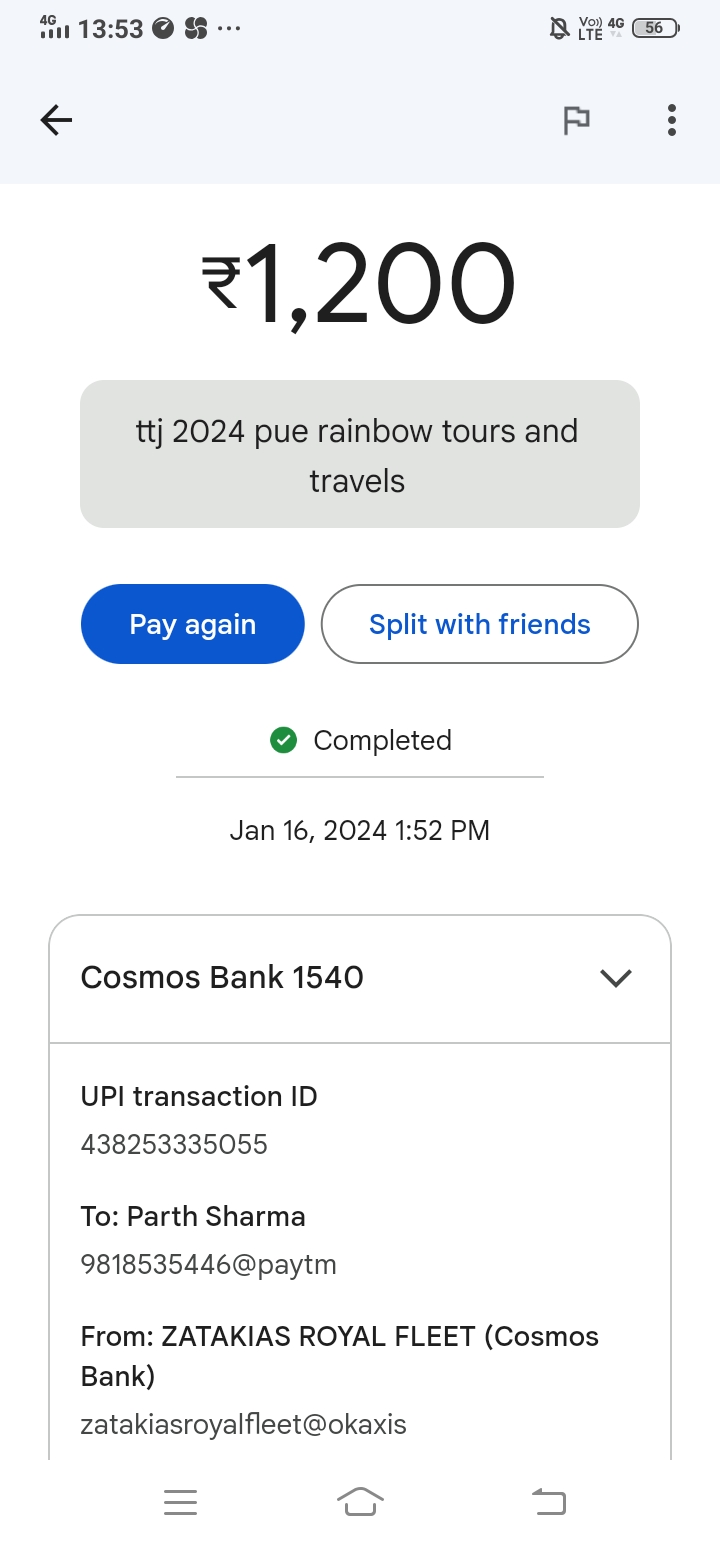 4G 13:53 ... Vo)) LTE 4G 56
₹1,200
ttj 2024 pue rainbow tours and
travels
Pay again Split with friends
Completed
Jan 16, 2024 1:52 PM
Cosmos Bank 1540
UPI transaction ID
438253335055
To: Parth Sharma
9818535446@paytm
From: ZATAKIAS ROYAL FLEET (Cosmos
Bank)
zatakiasroyalfleet@okaxis